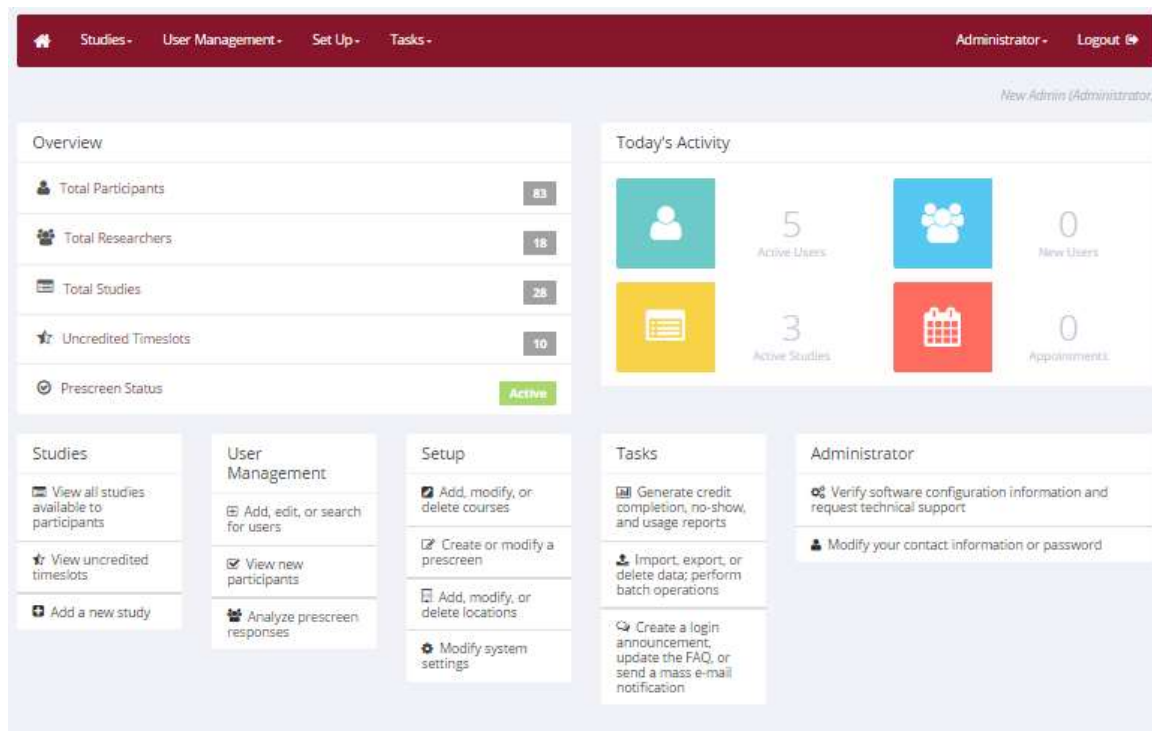 Studies
User Management
Set Up
Tasks
Administrator
Logout
New Admin (Administrator
Overview
Total Participants
83
Total Researchers
18
Total Studies
28
Uncredited Timeslots
10
Prescreen Status
Active
Today's Activity
5
Active Users
0
New Users
3
Active Studies
0
Appointments
Studies
View all studies
available to
participants
View uncredited
timeslots
Add a new study
User
Management
Add, edit, or search
for users
View new
participants
Analyze prescreen
responses
Setup
Add, modify, or
delete courses
Create or modify a
prescreen
Add, modify, or
delete locations
Modify system
settings
Tasks
Generate credit
completion, no-show,
and usage reports
Import, export, or
delete data; perform
batch operations
Create a login
announcement,
update the FAQ, or
send a mass e-mail
notification
Administrator
Verify software configuration information and
request technical support
Modify your contact information or password